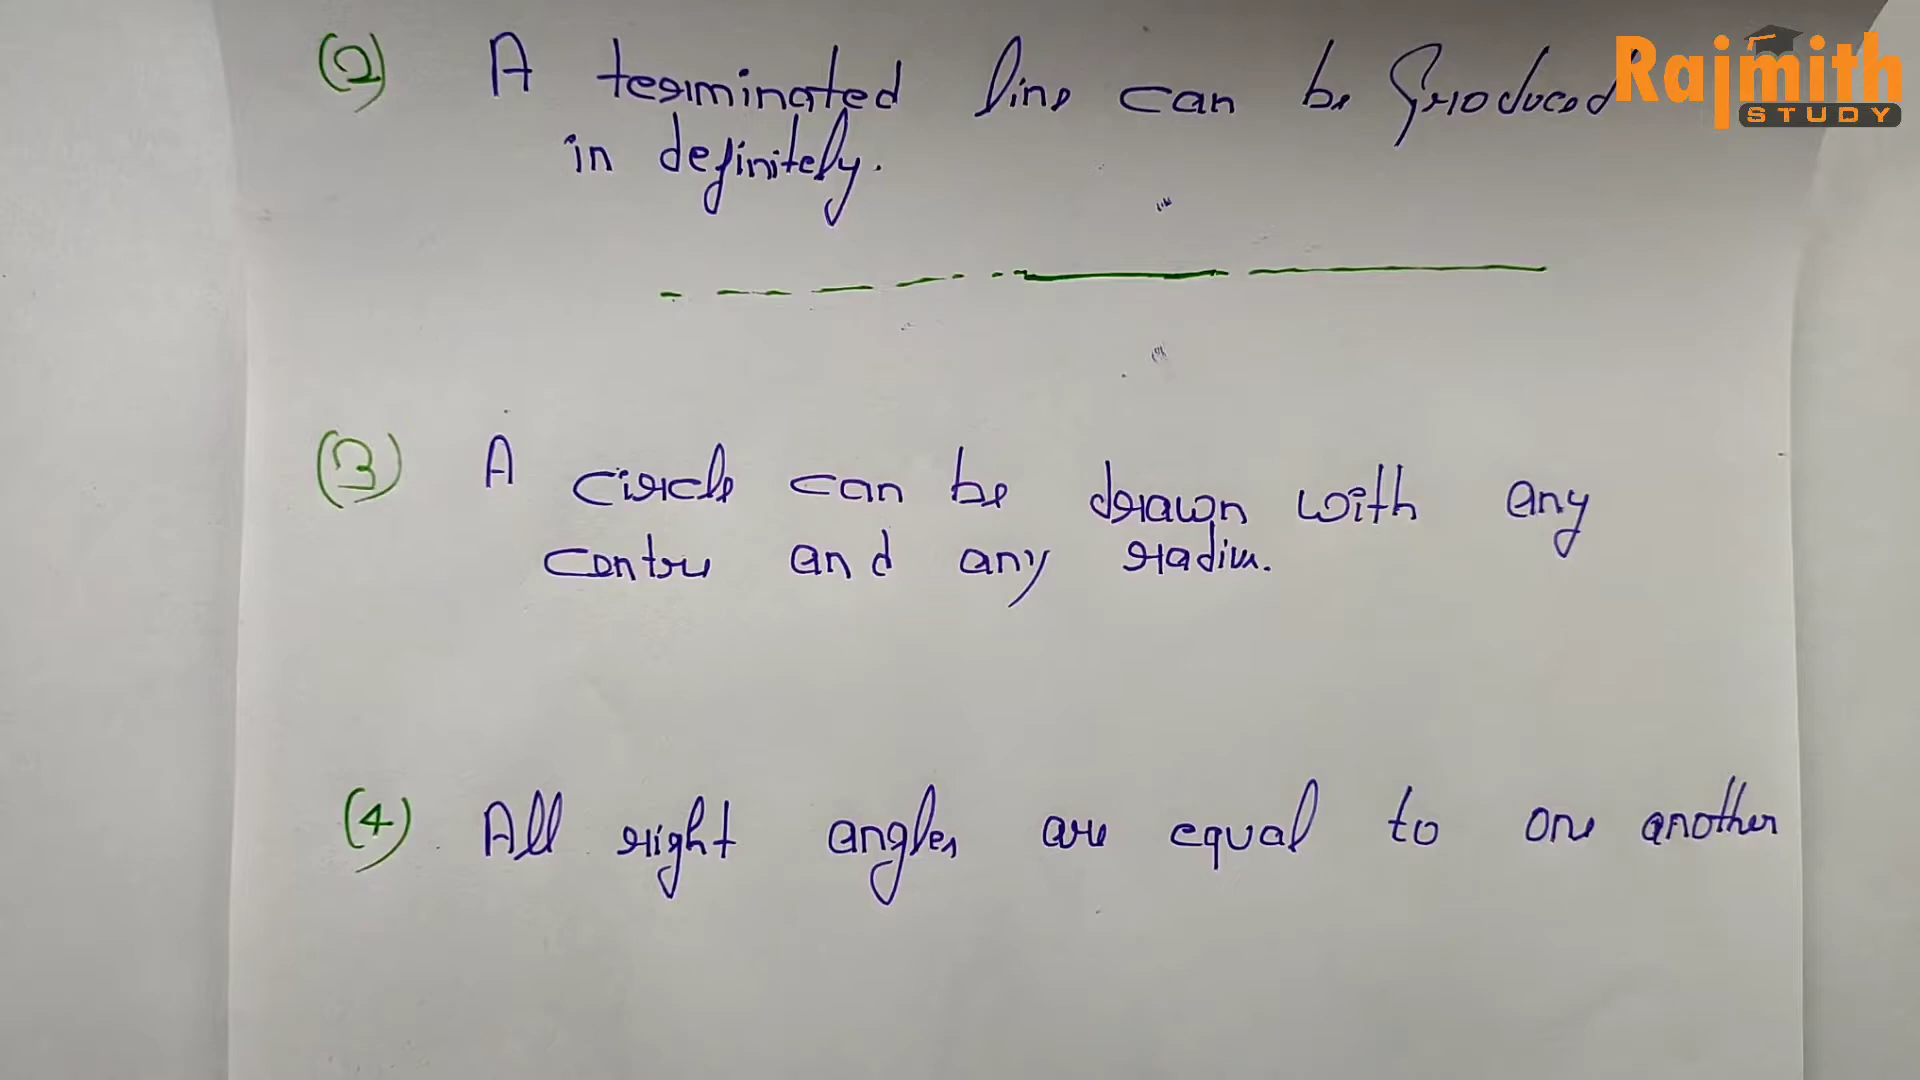 (2) A terminated line can be produced
in definitely.
(3) A circle can be drawn with any
centre and any radius.
(4) All right angles are equal to one another
Rajmith
STUDY